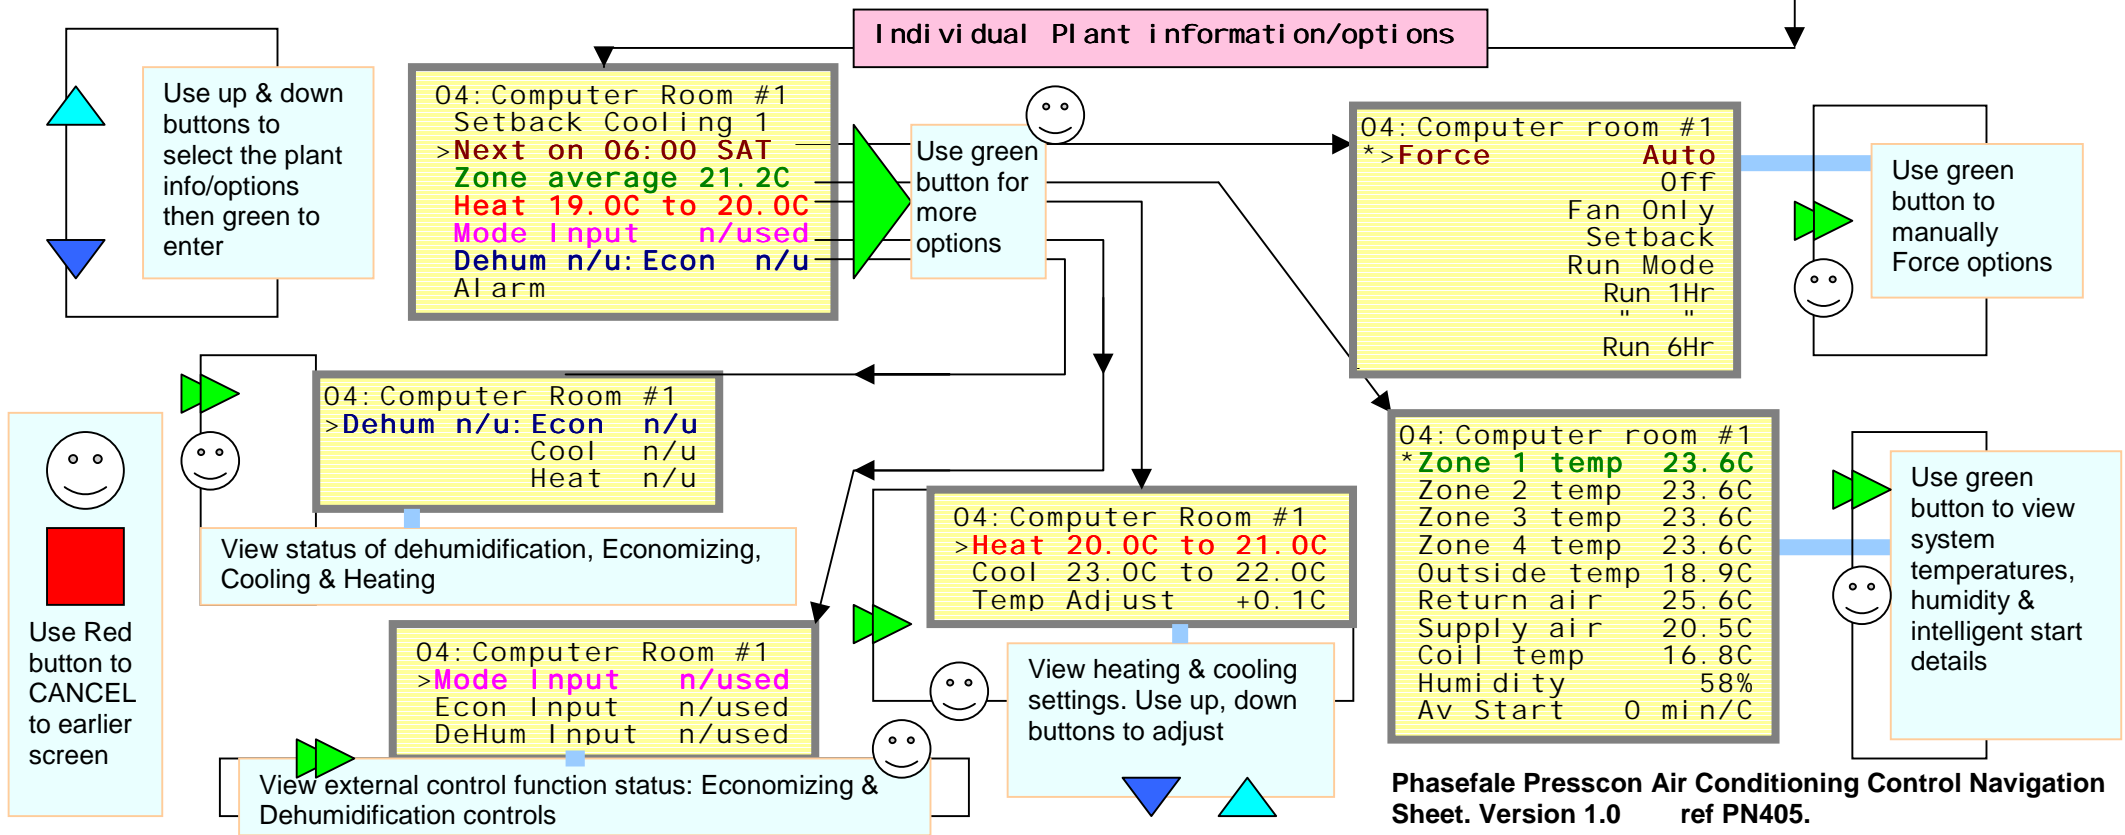 Individual Plant information/options
Use up & down
buttons to
select the plant
info/options
then green to
enter
04:Computer Room #1
Setback Cooling 1
>Next on 06:00 SAT
Zone average 21.2C
Heat 19.0C to 20.0C
Mode Input n/used
Dehum n/u:Econ n/u
Alarm
Use green
button for
more
options
04:Computer room #1
*>Force Auto
Off
Fan Only
Setback
Run Mode
Run 1Hr
" "
Run 6Hr
Use green
button to
manually
Force options
04:Computer Room #1
>Dehum n/u:Econ n/u
Cool n/u
Heat n/u
View status of dehumidification, Economizing,
Cooling & Heating
Use Red
button to
CANCEL
to earlier
screen
04:Computer Room #1
>Mode Input n/used
Econ Input n/used
DeHum Input n/used
View external control function status: Economizing &
Dehumidification controls
04:Computer Room #1
>Heat 20.0C to 21.0C
Cool 23.0C to 22.0C
Temp Adjust +0.1C
View heating & cooling
settings. Use up, down
buttons to adjust
04:Computer room #1
*Zone 1 temp 23.6C
Zone 2 temp 23.6C
Zone 3 temp 23.6C
Zone 4 temp 23.6C
Outside temp 18.9C
Return air 25.6C
Supply air 20.5C
Coil temp 16.8C
Humidity 58%
Av Start 0 min/C
Use green
button to view
system
temperatures,
humidity &
intelligent start
details
Phasefale Presscon Air Conditioning Control Navigation
Sheet. Version 1.0 ref PN405.